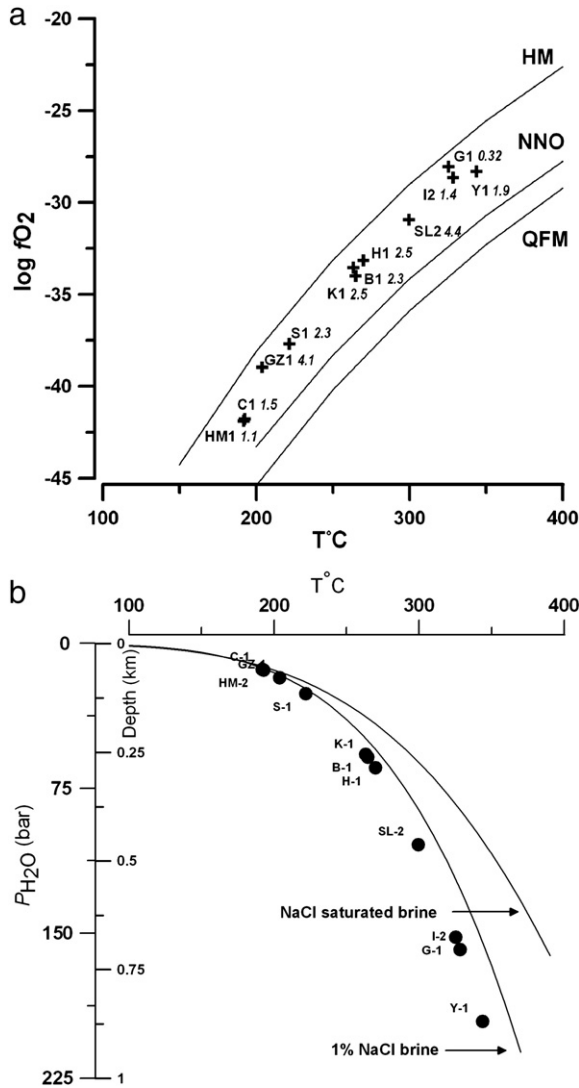 a
-20
-25
-30
-35
-40
-45
log fO₂
HM
NNO
QFM
G1 0.32
I2 1.4
Y1 1.9
SL2 4.4
H1 2.5
B1 2.3
K1 2.5
S1 2.3
GZ1 4.1
C1 1.5
HM1 1.1
100 200 300 400
T°C
b
T°C
100 200 300 400
0
75
150
225
PH₂O (bar)
0
0.25
0.5
0.75
1
Depth (km)
C-1
HM-2
S-1
K-1
B-1
H-1
SL-2
NaCl saturated brine
I-2
G-1
Y-1
1% NaCl brine